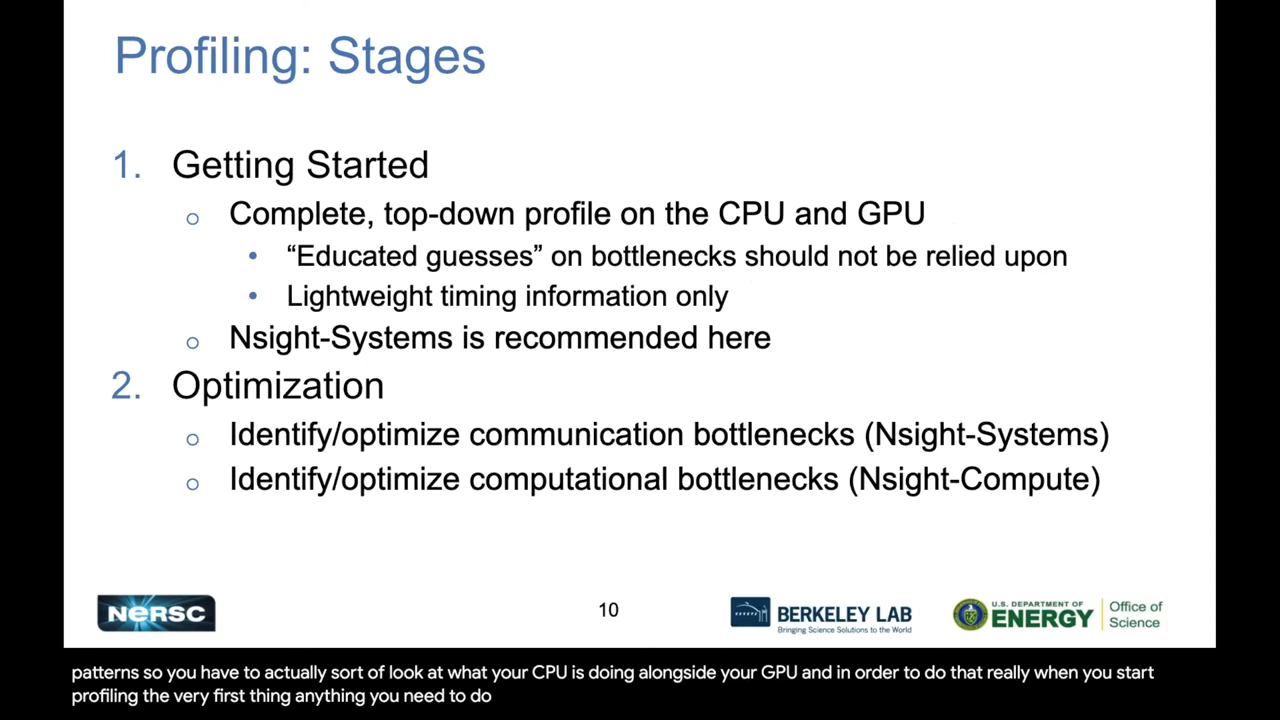 Profiling: Stages
1. Getting Started
○ Complete, top-down profile on the CPU and GPU
• “Educated guesses” on bottlenecks should not be relied upon
• Lightweight timing information only
○ Nsight-Systems is recommended here
2. Optimization
○ Identify/optimize communication bottlenecks (Nsight-Systems)
○ Identify/optimize computational bottlenecks (Nsight-Compute)
NERSC
10
BERKELEY LAB
Bringing Science Solutions to the World
U.S. DEPARTMENT OF
ENERGY
Office of
Science
patterns so you have to actually sort of look at what your CPU is doing alongside your GPU and in order to do that really when you start
profiling the very first thing anything you need to do